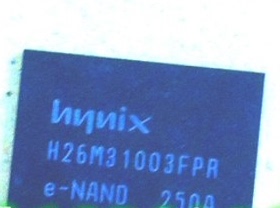 hynix
H26M31003FPR
e-NAND 250A